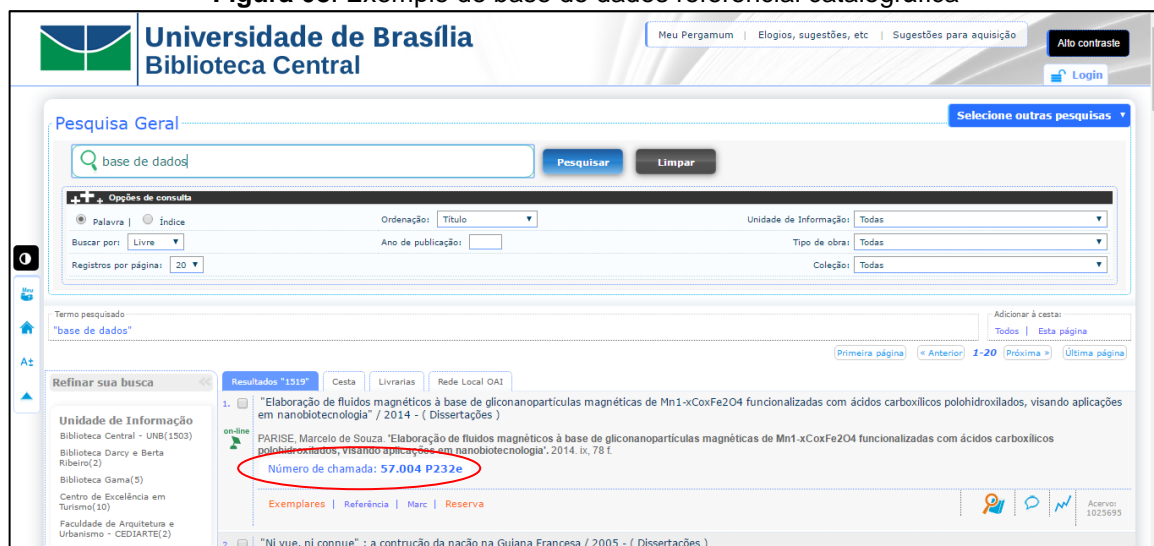 Universidade de Brasília
Biblioteca Central
Meu Pergamum | Elogios, sugestões, etc | Sugestões para aquisição
Alto contraste
Login
Pesquisa Geral
Selecione outras pesquisas
base de dados
Pesquisar
Limpar
Opções de consulta
Palavra | Índice
Ordenação: Título
Unidade de Informação: Todas
Buscar por: Livre
Ano de publicação:
Tipo de obra: Todas
Registros por página: 20
Coleção: Todas
Meu
A±
Termo pesquisado
"base de dados"
Adicionar à cesta:
Todos | Esta página
Primeira página « Anterior 1-20 Próxima » Última página
Refinar sua busca
Unidade de Informação
Biblioteca Central - UNB(1503)
Biblioteca Darcy e Berta
Ribeiro(2)
Biblioteca Gama(5)
Centro de Excelência em
Turismo(10)
Faculdade de Arquitetura e
Urbanismo - CEDIARTE(2)
Resultados "1519" Cesta Livrarias Rede Local OAI
1. "Elaboração de fluidos magnéticos à base de gliconanopartículas magnéticas de Mn1-xCoxFe2O4 funcionalizadas com ácidos carboxílicos polohidroxilados, visando aplicações
em nanobiotecnologia" / 2014 - ( Dissertações )
on-line
PARISE, Marcelo de Souza. "Elaboração de fluidos magnéticos à base de gliconanopartículas magnéticas de Mn1-xCoxFe2O4 funcionalizadas com ácidos carboxílicos
polohidroxilados, visando aplicações em nanobiotecnologia". 2014. ix, 78 f.
Número de chamada: 57.004 P232e
Exemplares | Referência | Marc | Reserva
Acervo:
1025695
2. "Ni vue, ni connue" : a contrução da nação na Guiana Francesa / 2005 - ( Dissertações )